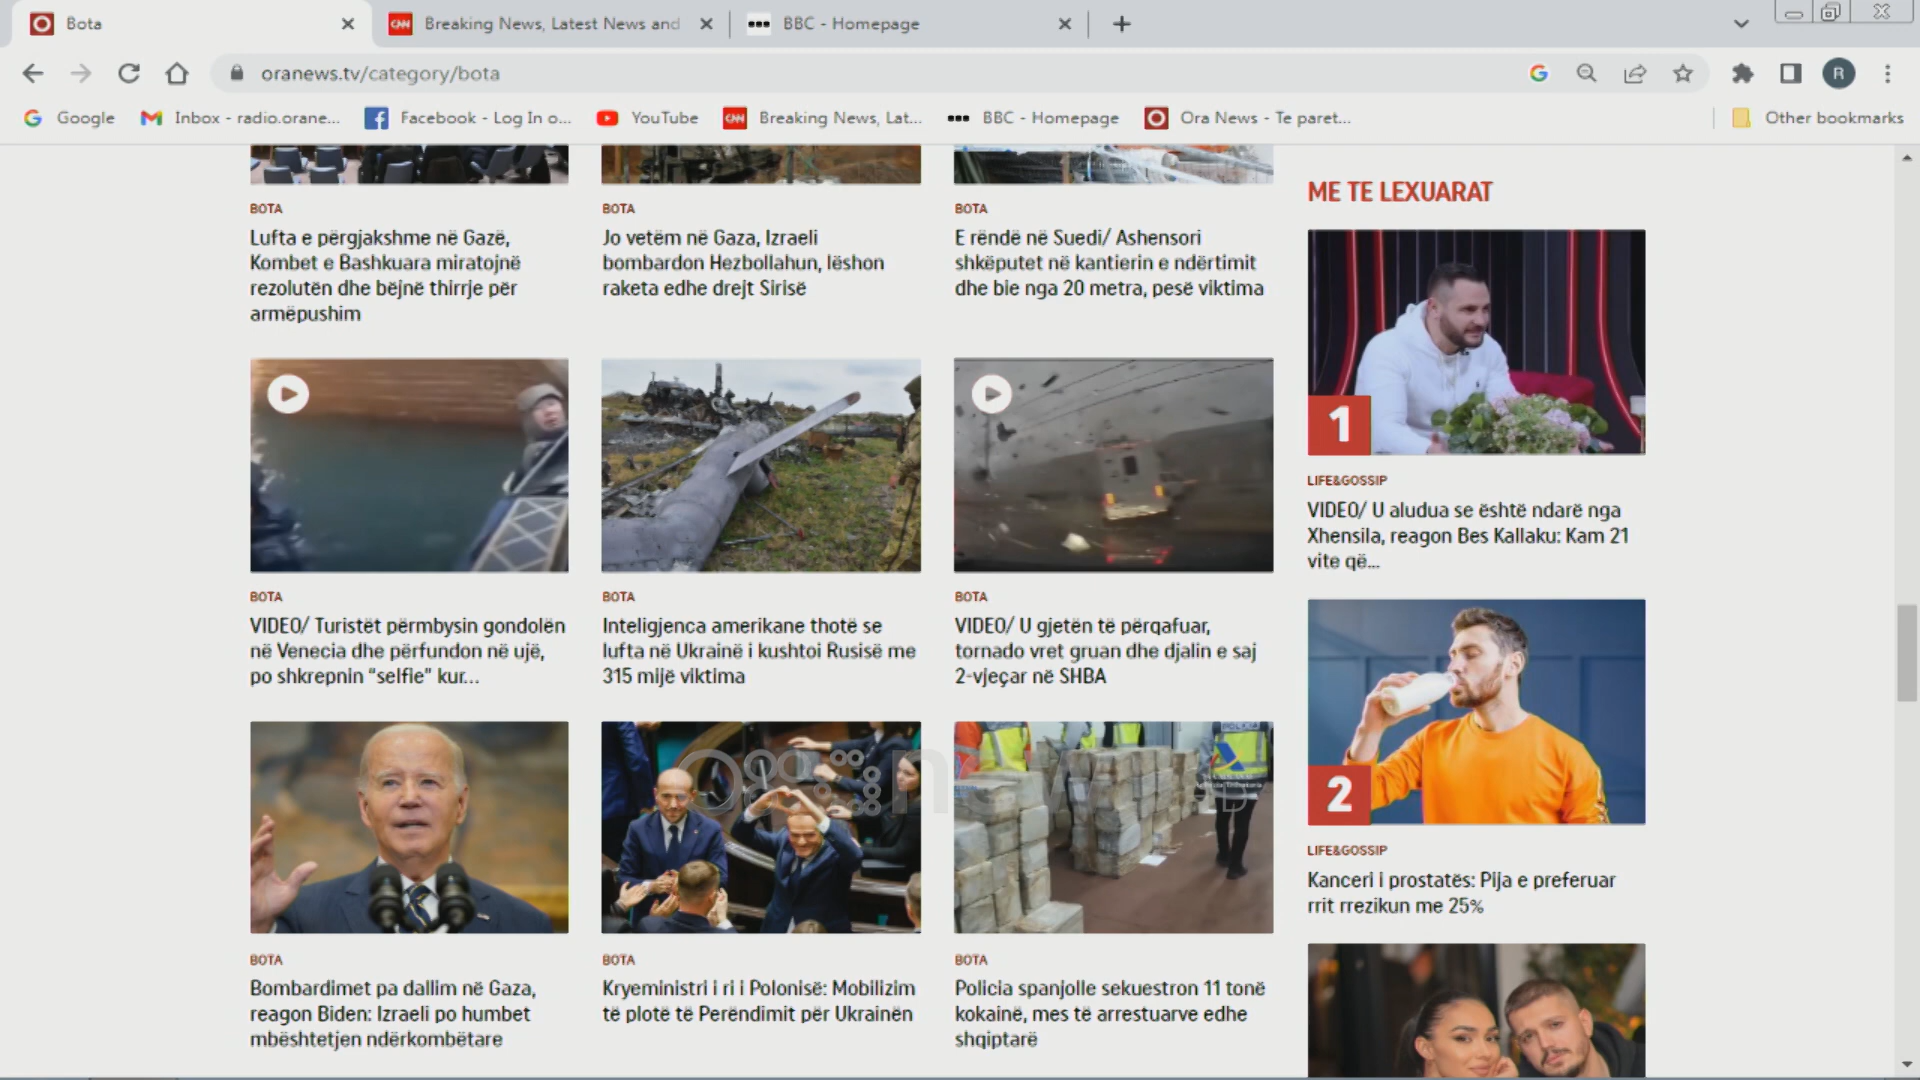 Bota
Breaking News, Latest News and
BBC - Homepage
oranews.tv/category/bota
R
Google
Inbox - radio.orane...
Facebook - Log In o...
YouTube
Breaking News, Lat...
BBC - Homepage
Ora News - Te paret...
Other bookmarks
BOTA
Lufta e përgjakshme në Gazë,
Kombet e Bashkuara miratojnë
rezolutën dhe bëjnë thirrje për
armëpushim
BOTA
Jo vetëm në Gaza, Izraeli
bombardon Hezbollahun, lëshon
raketa edhe drejt Sirisë
BOTA
E rëndë në Suedi/ Ashensori
shkëputet në kantierin e ndërtimit
dhe bie nga 20 metra, pesë viktima
ME TE LEXUARAT
1
LIFE&GOSSIP
VIDEO/ U aludua se është ndarë nga
Xhensila, reagon Bes Kallaku: Kam 21
vite që...
BOTA
VIDEO/ Turistët përmbysin gondolën
në Venecia dhe përfundon në ujë,
po shkrepnin “selfie” kur...
BOTA
Inteligjenca amerikane thotë se
lufta në Ukrainë i kushtoi Rusisë me
315 mijë viktima
BOTA
VIDEO/ U gjetën të përqafuar,
tornado vret gruan dhe djalin e saj
2-vjeçar në SHBA
2
LIFE&GOSSIP
Kanceri i prostatës: Pija e preferuar
rrit rrezikun me 25%
BOTA
Bombardimet pa dallim në Gaza,
reagon Biden: Izraeli po humbet
mbështetjen ndërkombëtare
BOTA
Kryeministri i ri i Polonisë: Mobilizim
të plotë të Perëndimit për Ukrainën
BOTA
Policia spanjolle sekuestron 11 tonë
kokainë, mes të arrestuarve edhe
shqiptarë